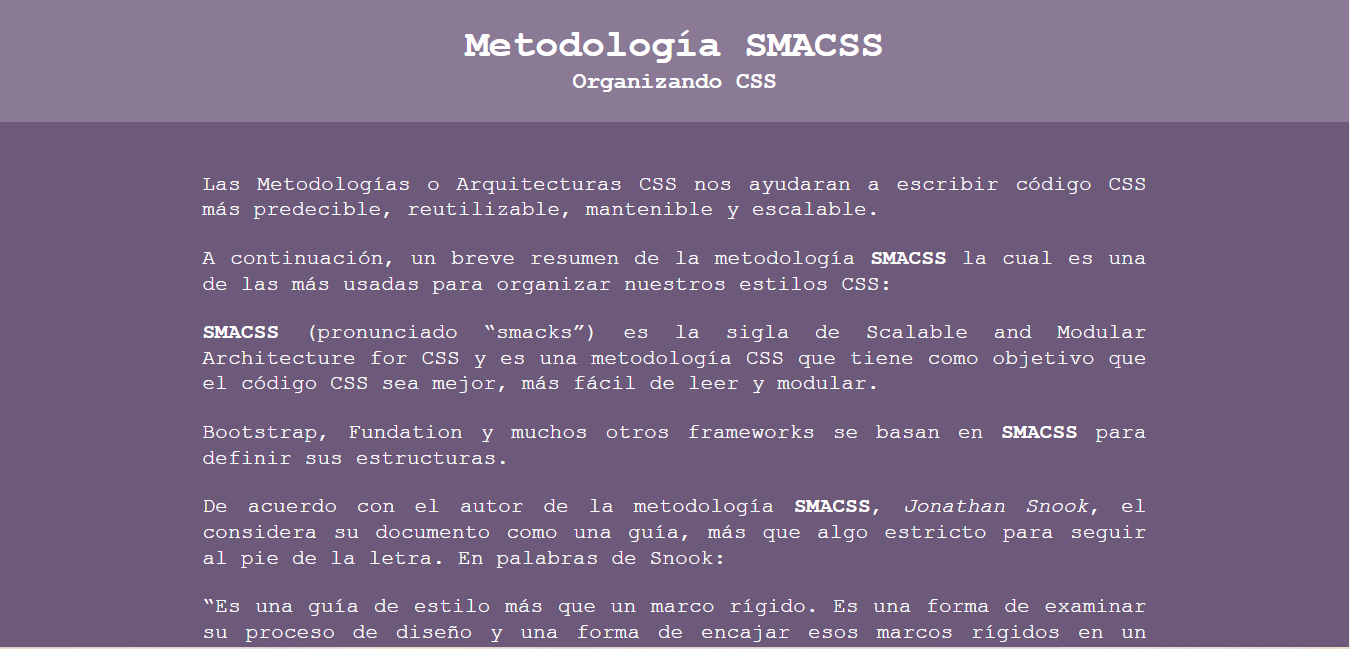 Metodología SMACSS
Organizando CSS
Las Metodologías o Arquitecturas CSS nos ayudaran a escribir código CSS
más predecible, reutilizable, mantenible y escalable.
A continuación, un breve resumen de la metodología SMACSS la cual es una
de las más usadas para organizar nuestros estilos CSS:
SMACSS (pronunciado “smacks”) es la sigla de Scalable and Modular
Architecture for CSS y es una metodología CSS que tiene como objetivo que
el código CSS sea mejor, más fácil de leer y modular.
Bootstrap, Fundation y muchos otros frameworks se basan en SMACSS para
definir sus estructuras.
De acuerdo con el autor de la metodología SMACSS, Jonathan Snook, el
considera su documento como una guía, más que algo estricto para seguir
al pie de la letra. En palabras de Snook:
“Es una guía de estilo más que un marco rígido. Es una forma de examinar
su proceso de diseño y una forma de encajar esos marcos rígidos en un